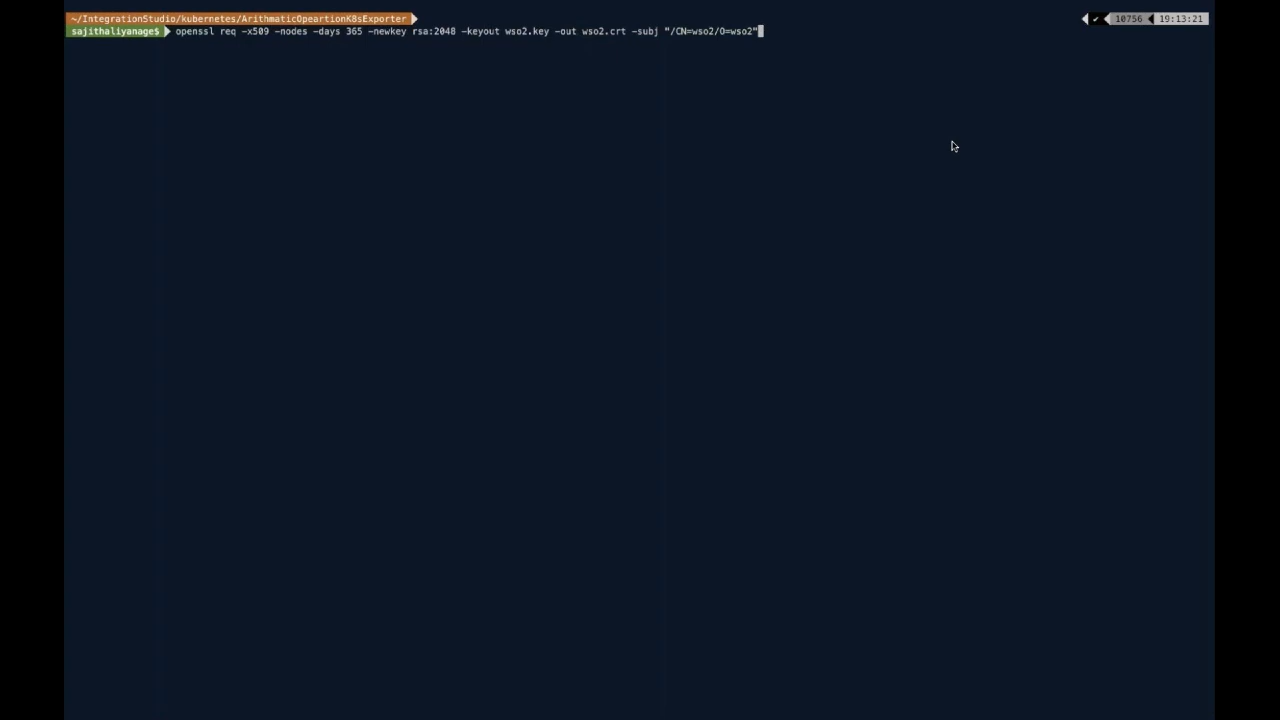 ~/IntegrationStudio/kubernetes/ArithmaticOpeartionK8sExporter ✔ 10756 19:13:21
sajithaliyanage$ openssl req -x509 -nodes -days 365 -newkey rsa:2048 -keyout wso2.key -out wso2.crt -subj "/CN=wso2/O=wso2"